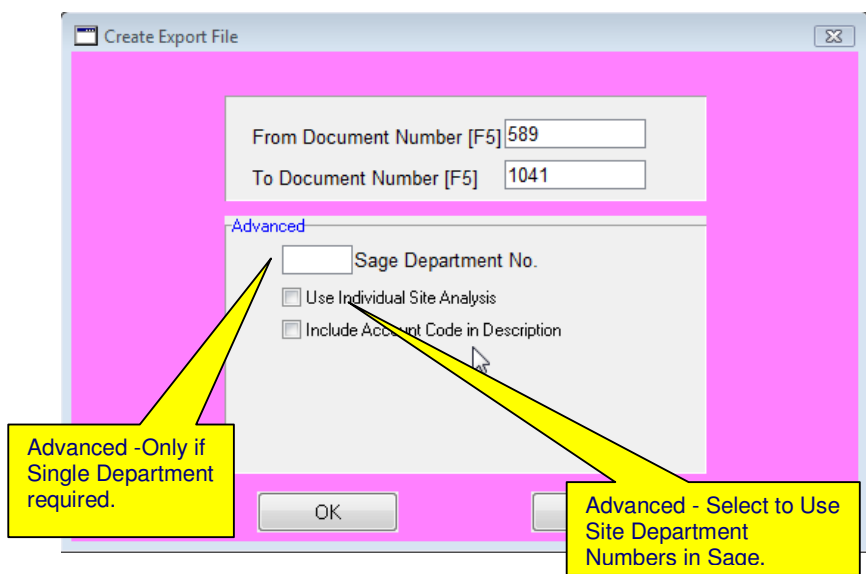 Create Export File
From Document Number [F5] 589
To Document Number [F5] 1041
Advanced
Sage Department No.
Use Individual Site Analysis
Include Account Code in Description
Advanced -Only if
Single Department
required.
OK
Advanced - Select to Use
Site Department
Numbers in Sage.